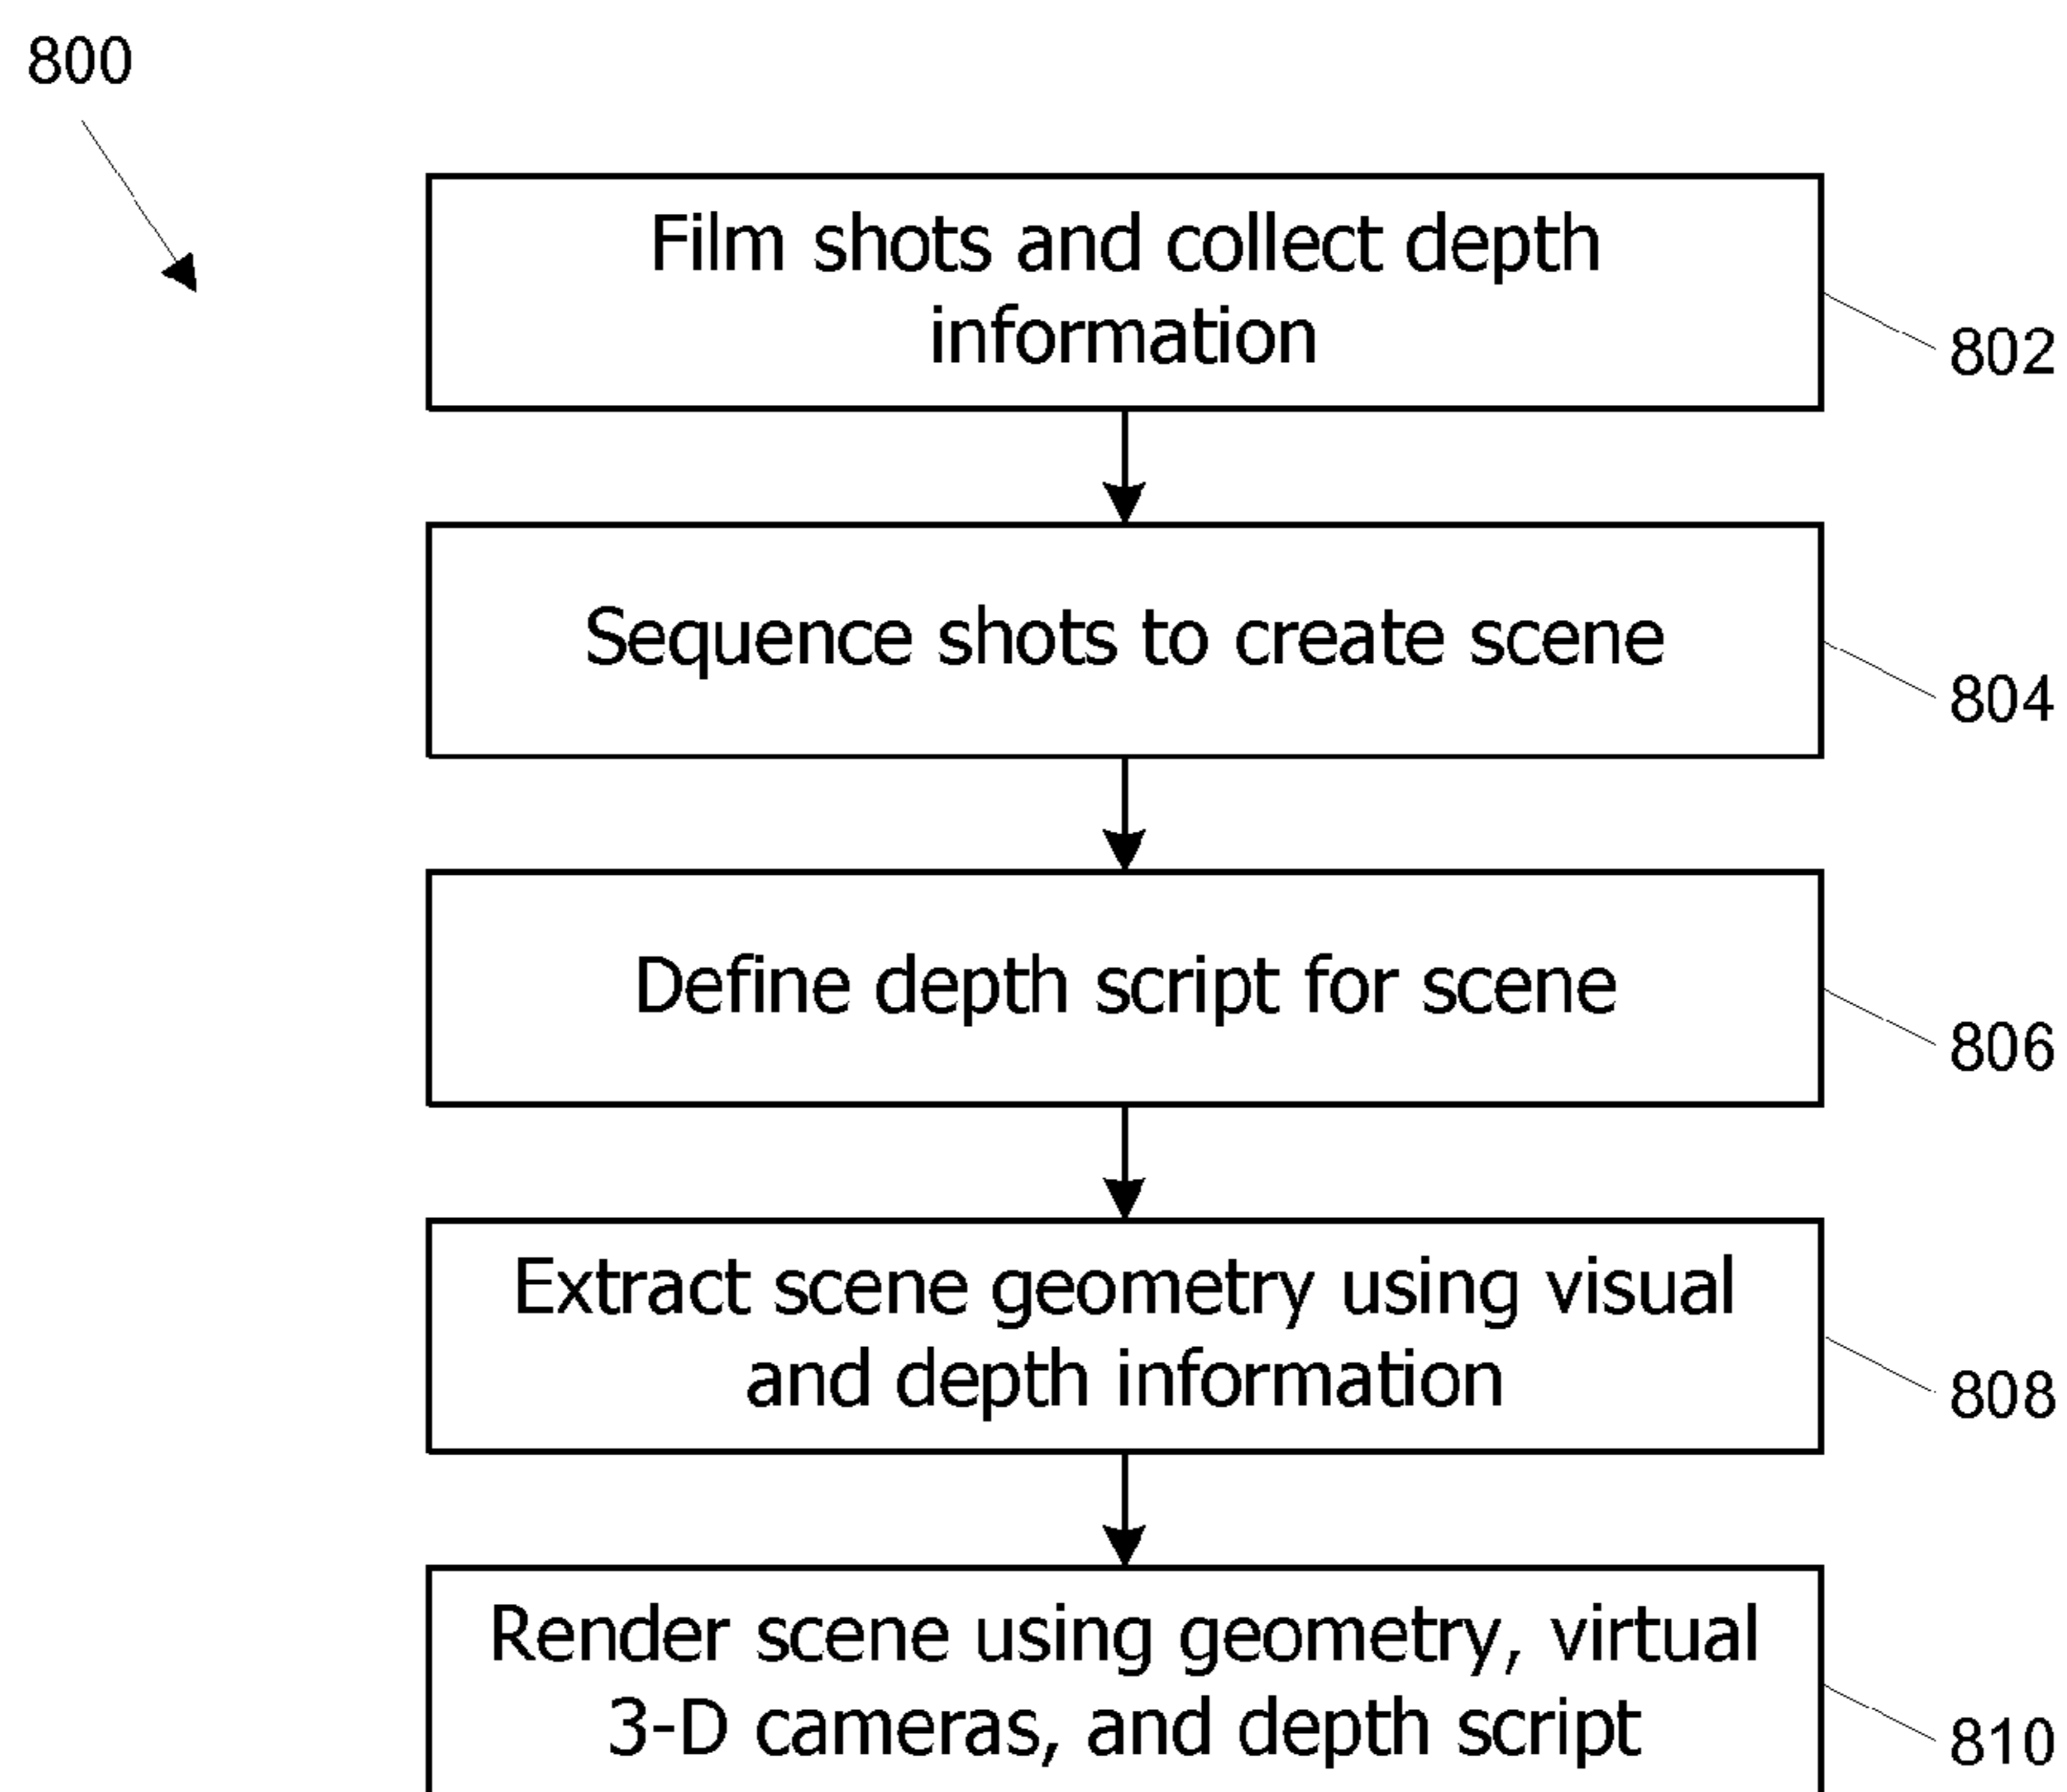 800
Film shots and collect depth
information
802
Sequence shots to create scene
804
Define depth script for scene
806
Extract scene geometry using visual
and depth information
808
Render scene using geometry, virtual
3-D cameras, and depth script
810